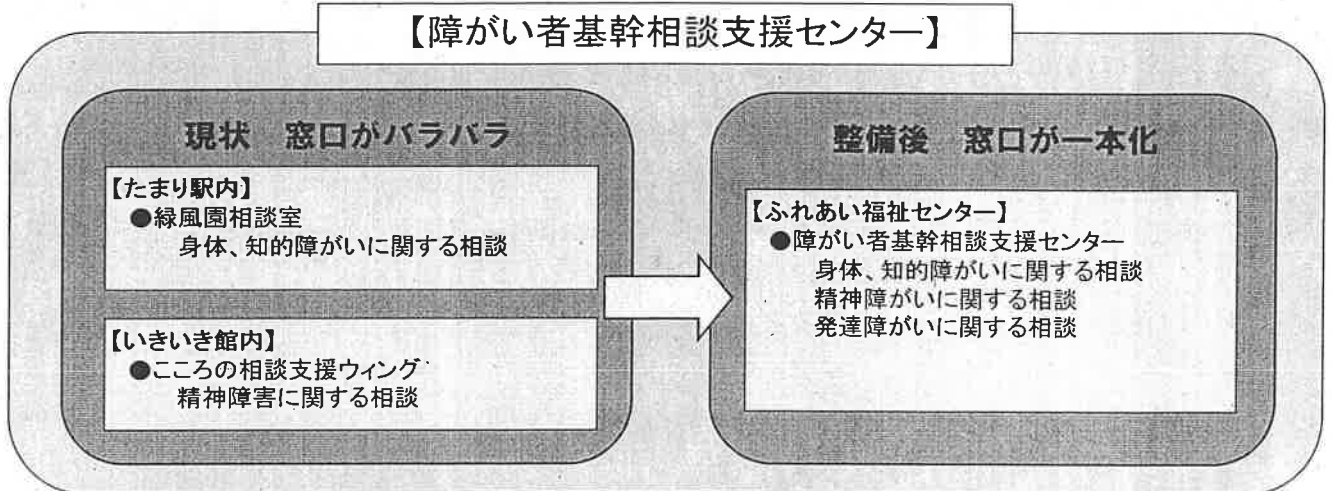 【障がい者基幹相談支援センター】
現状　窓口がバラバラ
【たまり駅内】
●緑風園相談室
身体、知的障がいに関する相談
【いきいき館内】
●こころの相談支援ウィング
精神障害に関する相談
整備後　窓口が一本化
【ふれあい福祉センター】
●障がい者基幹相談支援センター
身体、知的障がいに関する相談
精神障がいに関する相談
発達障がいに関する相談